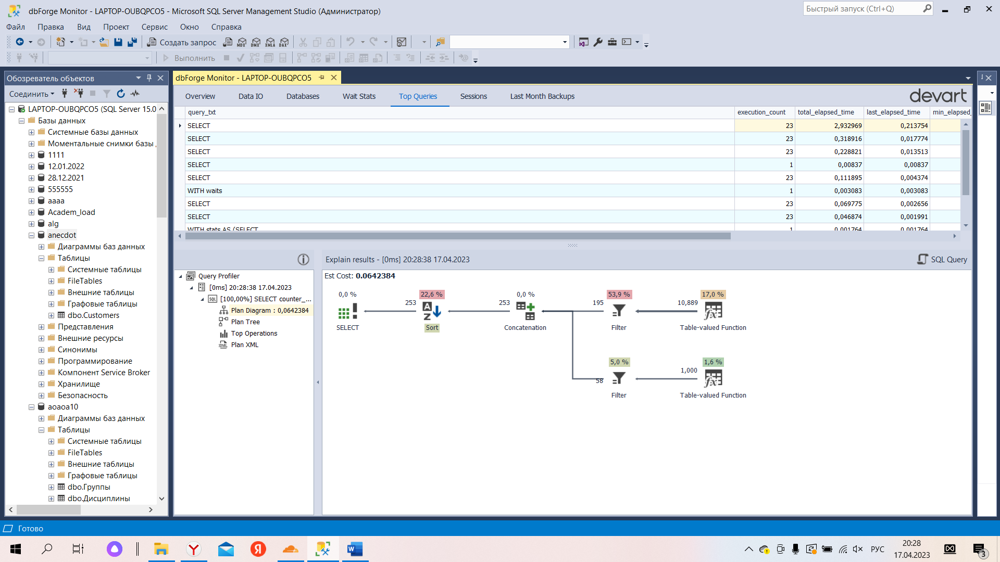 dbForge Monitor - LAPTOP-OUBQPCO5 - Microsoft SQL Server Management Studio (Администратор)
Быстрый запуск (Ctrl+Q)
Файл Правка Вид Проект Сервис Окно Справка
Создать запрос MDX DMX XMLA DAX
Выполнить
Обозреватель объектов
Соединить
LAPTOP-OUBQPCO5 (SQL Server 15.0
Базы данных
Системные базы данных
Моментальные снимки базы
1111
12.01.2022
28.12.2021
555555
aaaa
Academ_load
alg
anecdot
Диаграммы баз данных
Таблицы
Системные таблицы
FileTables
Внешние таблицы
Графовые таблицы
dbo.Customers
Представления
Внешние ресурсы
Синонимы
Программирование
Компонент Service Broker
Хранилище
Безопасность
aoaoa10
Диаграммы баз данных
Таблицы
Системные таблицы
FileTables
Внешние таблицы
Графовые таблицы
dbo.Группы
dbo.Дисциплины
dbForge Monitor - LAPTOP-OUBQPCO5
Overview Data IO Databases Wait Stats Top Queries Sessions Last Month Backups devart
query_txt execution_count total_elapsed_time last_elapsed_time min_elapsed_
SELECT 23 2,932969 0,213754
SELECT 23 0,318916 0,017774
SELECT 23 0,228821 0,013513
SELECT 1 0,00837 0,00837
SELECT 23 0,111895 0,004374
WITH waits 1 0,003083 0,003083
SELECT 23 0,069775 0,002656
SELECT 23 0,046874 0,001991
WITH stats AS (SELECT 1 0,001764 0,001764
Query Profiler
[0ms] 20:28:38 17.04.2023
SQL [100,00%] SELECT counter_...
Plan Diagram : 0,0642384
Plan Tree
Top Operations
XML Plan XML
Explain results - [0ms] 20:28:38 17.04.2023 SQL Query
Est Cost: 0.0642384
0,0 % 22,6 % 0,0 % 53,9 % 17,0 %
253 253 195 10,889
SELECT Sort Concatenation Filter Table-valued Function
5,0 % 1,6 %
58 1,000
Filter Table-valued Function
Готово
РУС
20:28
17.04.2023
3